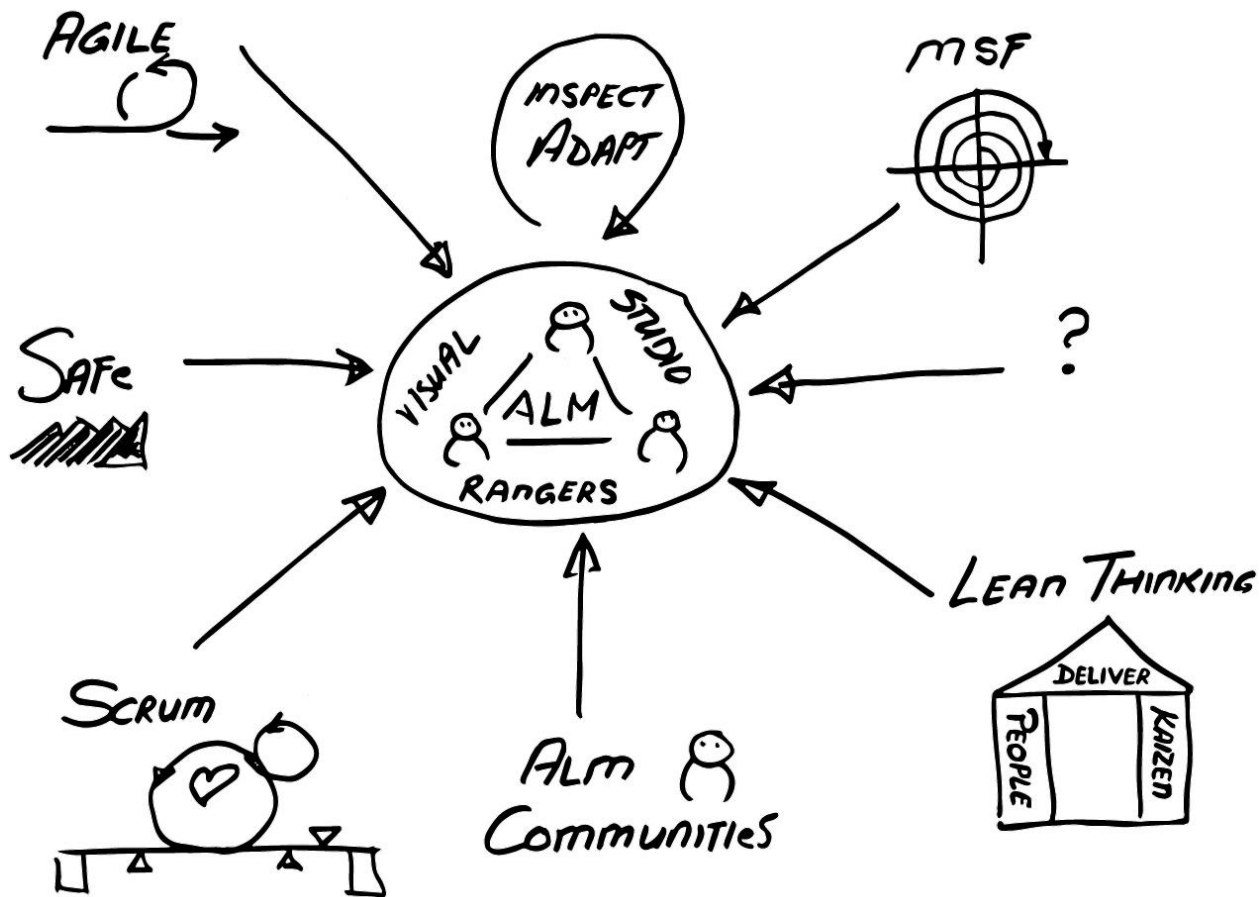 AGILE
INSPECT
ADAPT
MSF
VISUAL
STUDIO
ALM
RANGERS
SAFe
?
LEAN THINKING
DELIVER
PEOPLE
KAIZEN
SCRUM
ALM
COMMUNITIES